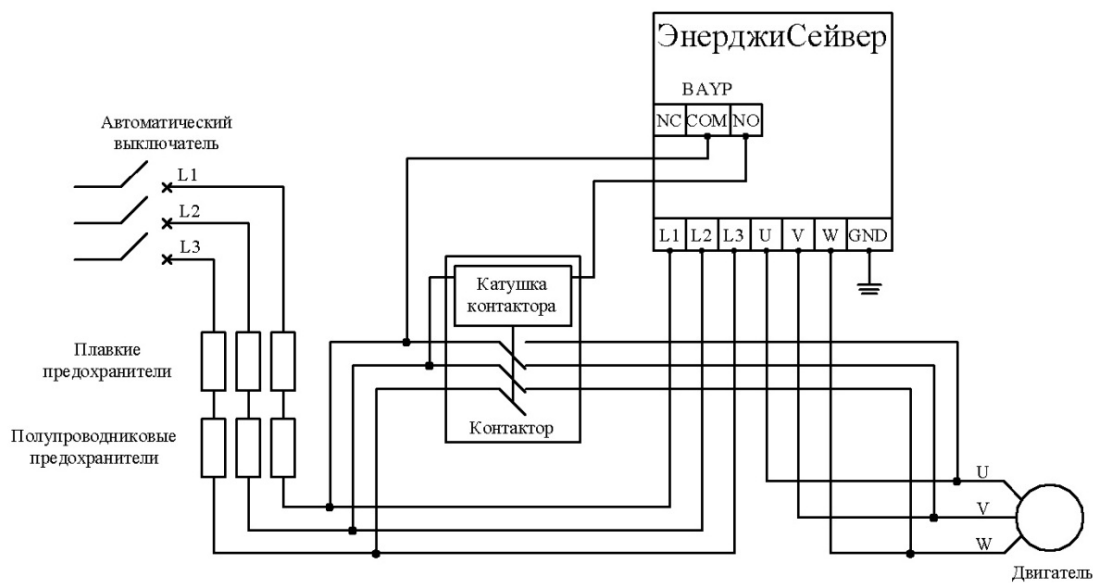 ЭнерджиСейвер
BAYP
NC COM NO
Автоматический
выключатель
L1
L2
L3
L1 L2 L3 U V W GND
Катушка
контактора
Плавкие
предохранители
Контактор
Полупроводниковые
предохранители
U
V
W
Двигатель